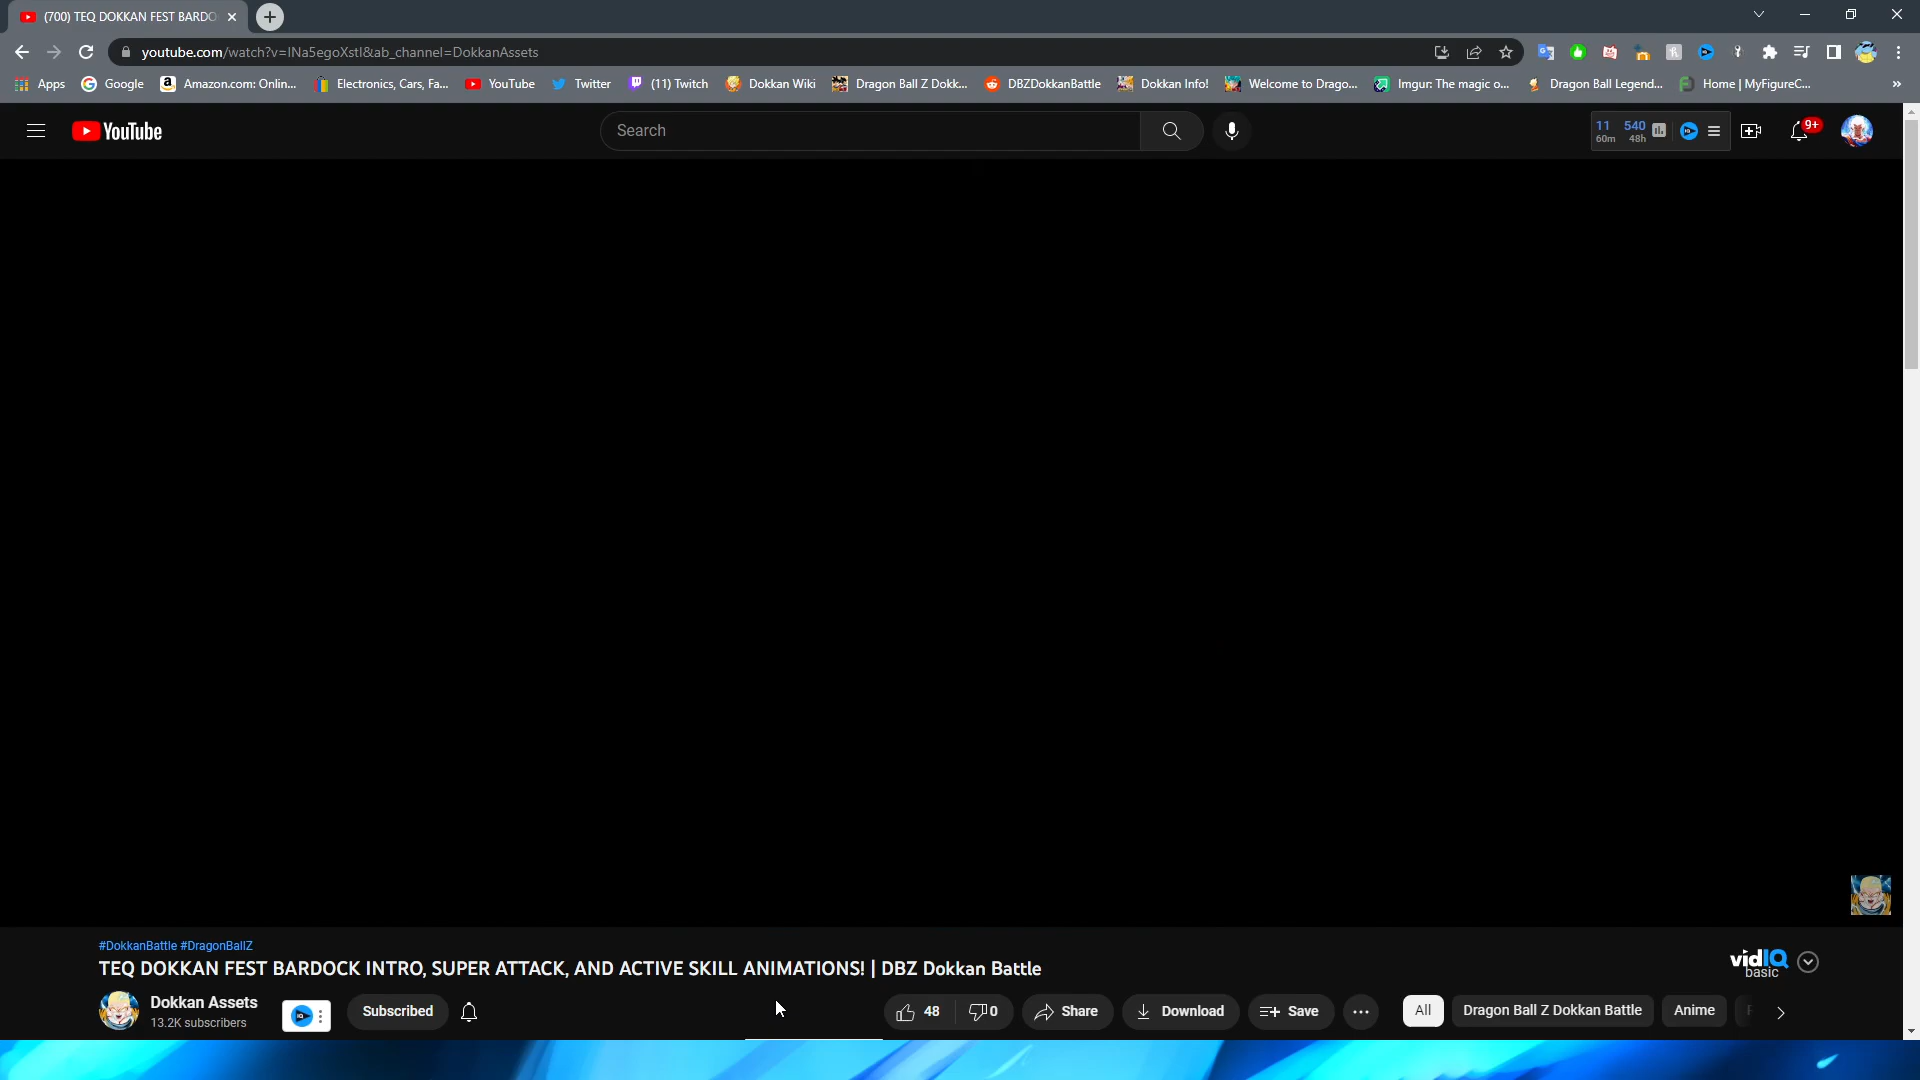 (700) TEQ DOKKAN FEST BARDO
youtube.com/watch?v=INa5egoXstI&ab_channel=DokkanAssets
Apps Google Amazon.com: Onlin... Electronics, Cars, Fa... YouTube Twitter (11) Twitch Dokkan Wiki Dragon Ball Z Dokk... DBZDokkanBattle Dokkan Info! Welcome to Drago... Imgur: The magic o... Dragon Ball Legend... Home | MyFigureC... »
YouTube Search 11 540 9+
60m 48h
#DokkanBattle #DragonBallZ
TEQ DOKKAN FEST BARDOCK INTRO, SUPER ATTACK, AND ACTIVE SKILL ANIMATIONS! | DBZ Dokkan Battle
vidIQ
basic
Dokkan Assets
13.2K subscribers
Subscribed 48 0 Share Download Save All Dragon Ball Z Dokkan Battle Anime